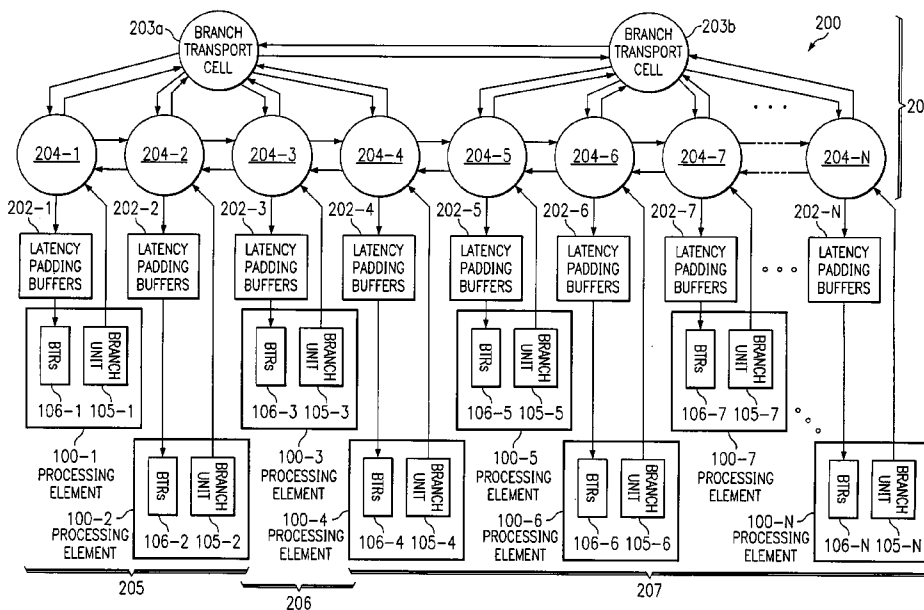 203a
BRANCH
TRANSPORT
CELL
203b
BRANCH
TRANSPORT
CELL
200
20
204-1
204-2
204-3
204-4
204-5
204-6
204-7
204-N
202-1
202-2
202-3
202-4
202-5
202-6
202-7
202-N
LATENCY
PADDING
BUFFERS
LATENCY
PADDING
BUFFERS
LATENCY
PADDING
BUFFERS
LATENCY
PADDING
BUFFERS
LATENCY
PADDING
BUFFERS
LATENCY
PADDING
BUFFERS
LATENCY
PADDING
BUFFERS
LATENCY
PADDING
BUFFERS
BTRs
BRANCH
UNIT
106-1
105-1
100-1
PROCESSING
ELEMENT
BTRs
BRANCH
UNIT
106-3
105-3
100-3
PROCESSING
ELEMENT
BTRs
BRANCH
UNIT
106-5
105-5
100-5
PROCESSING
ELEMENT
BTRs
BRANCH
UNIT
106-7
105-7
100-7
PROCESSING
ELEMENT
100-2
PROCESSING
ELEMENT
BTRs
BRANCH
UNIT
106-2
105-2
100-4
PROCESSING
ELEMENT
BTRs
BRANCH
UNIT
106-4
105-4
100-6
PROCESSING
ELEMENT
BTRs
BRANCH
UNIT
106-6
105-6
100-N
PROCESSING
ELEMENT
BTRs
BRANCH
UNIT
106-N
105-N
205
206
207